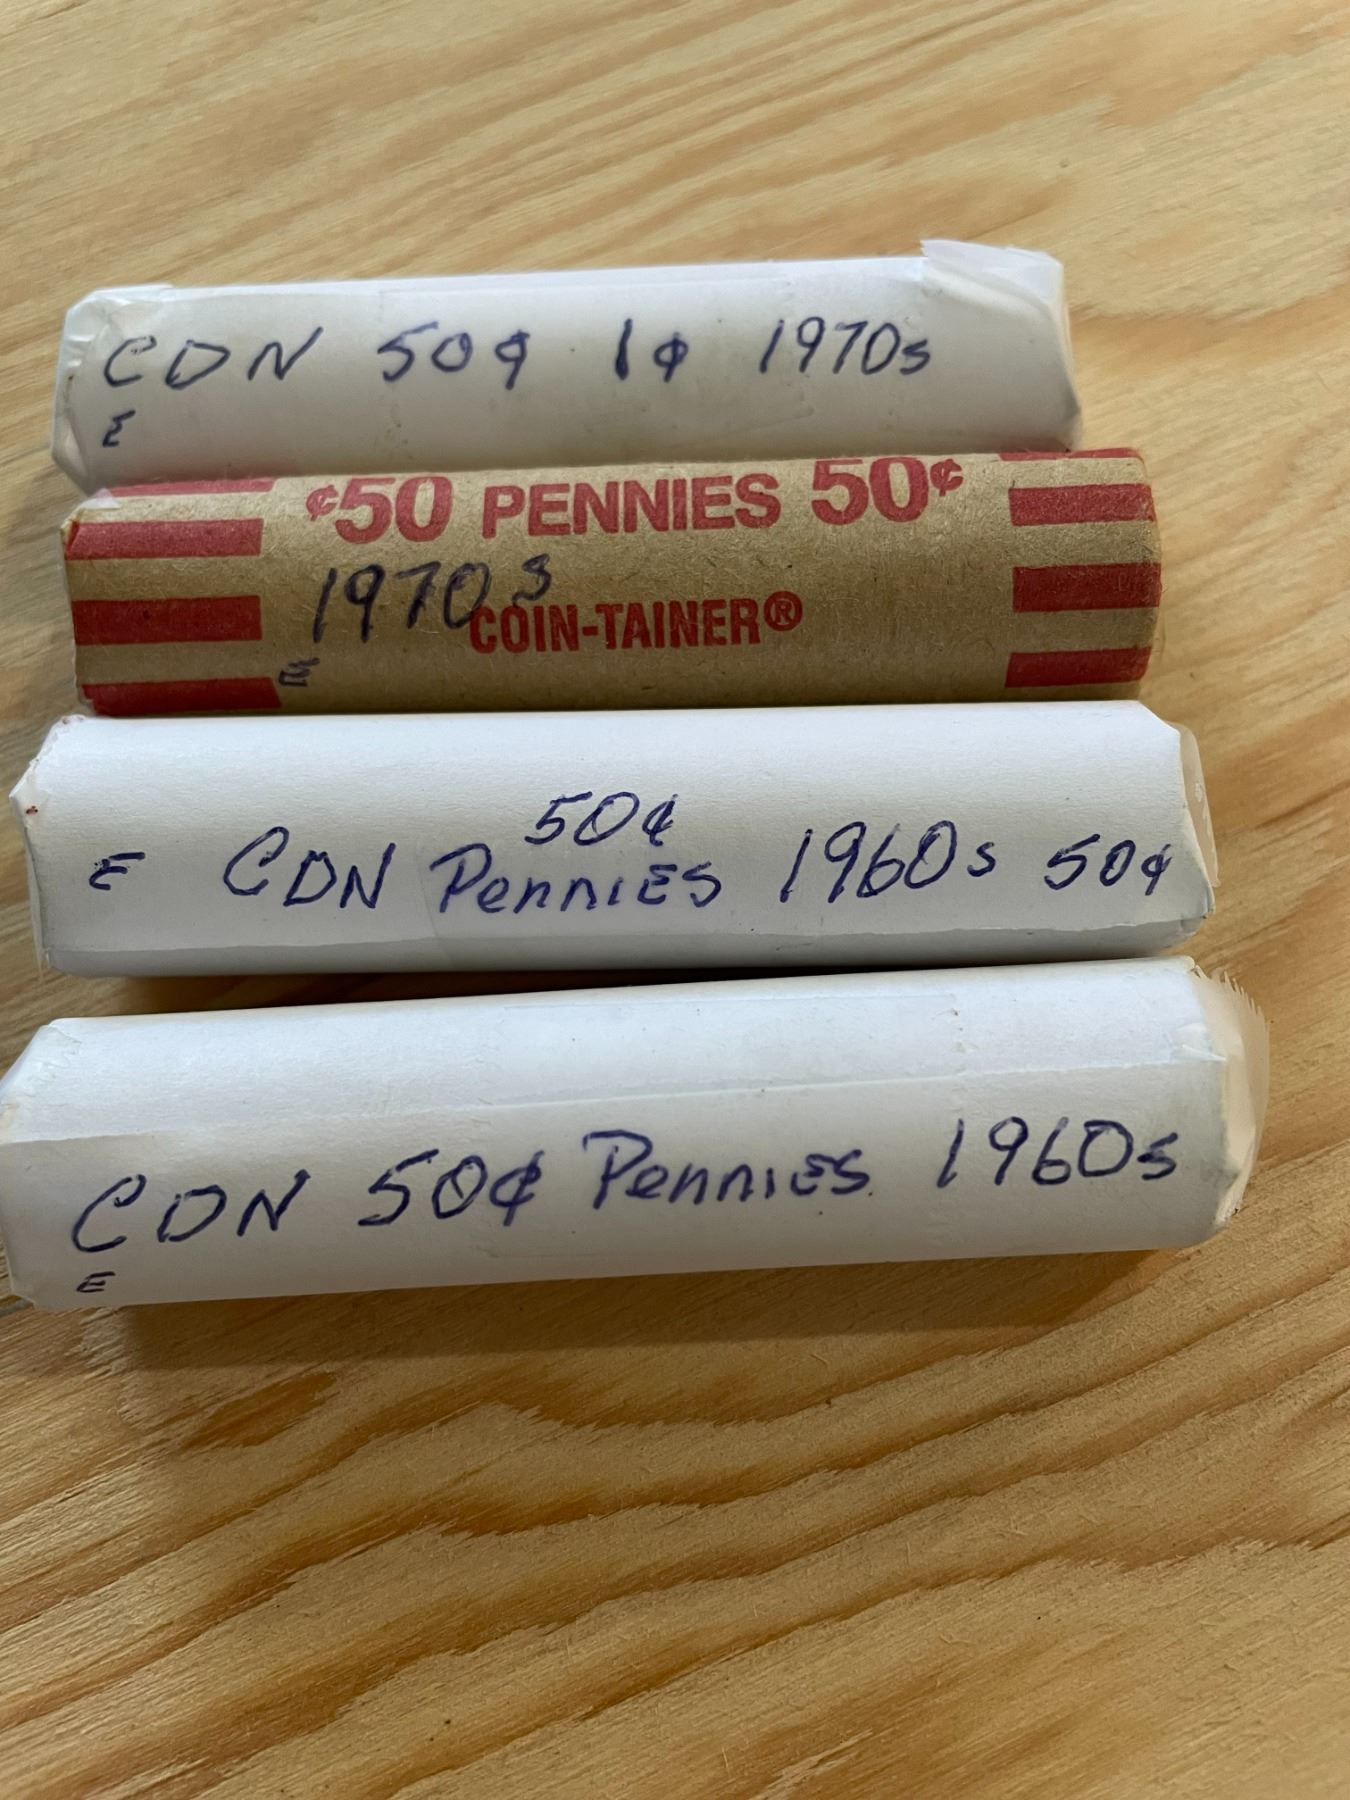 CDN 50¢ 1¢ 1970s
E
¢50 PENNIES 50¢
1970s
COIN-TAINER®
E
50¢
E CDN PennIES 1960s 50¢
CDN 50¢ PennIES 1960s
E